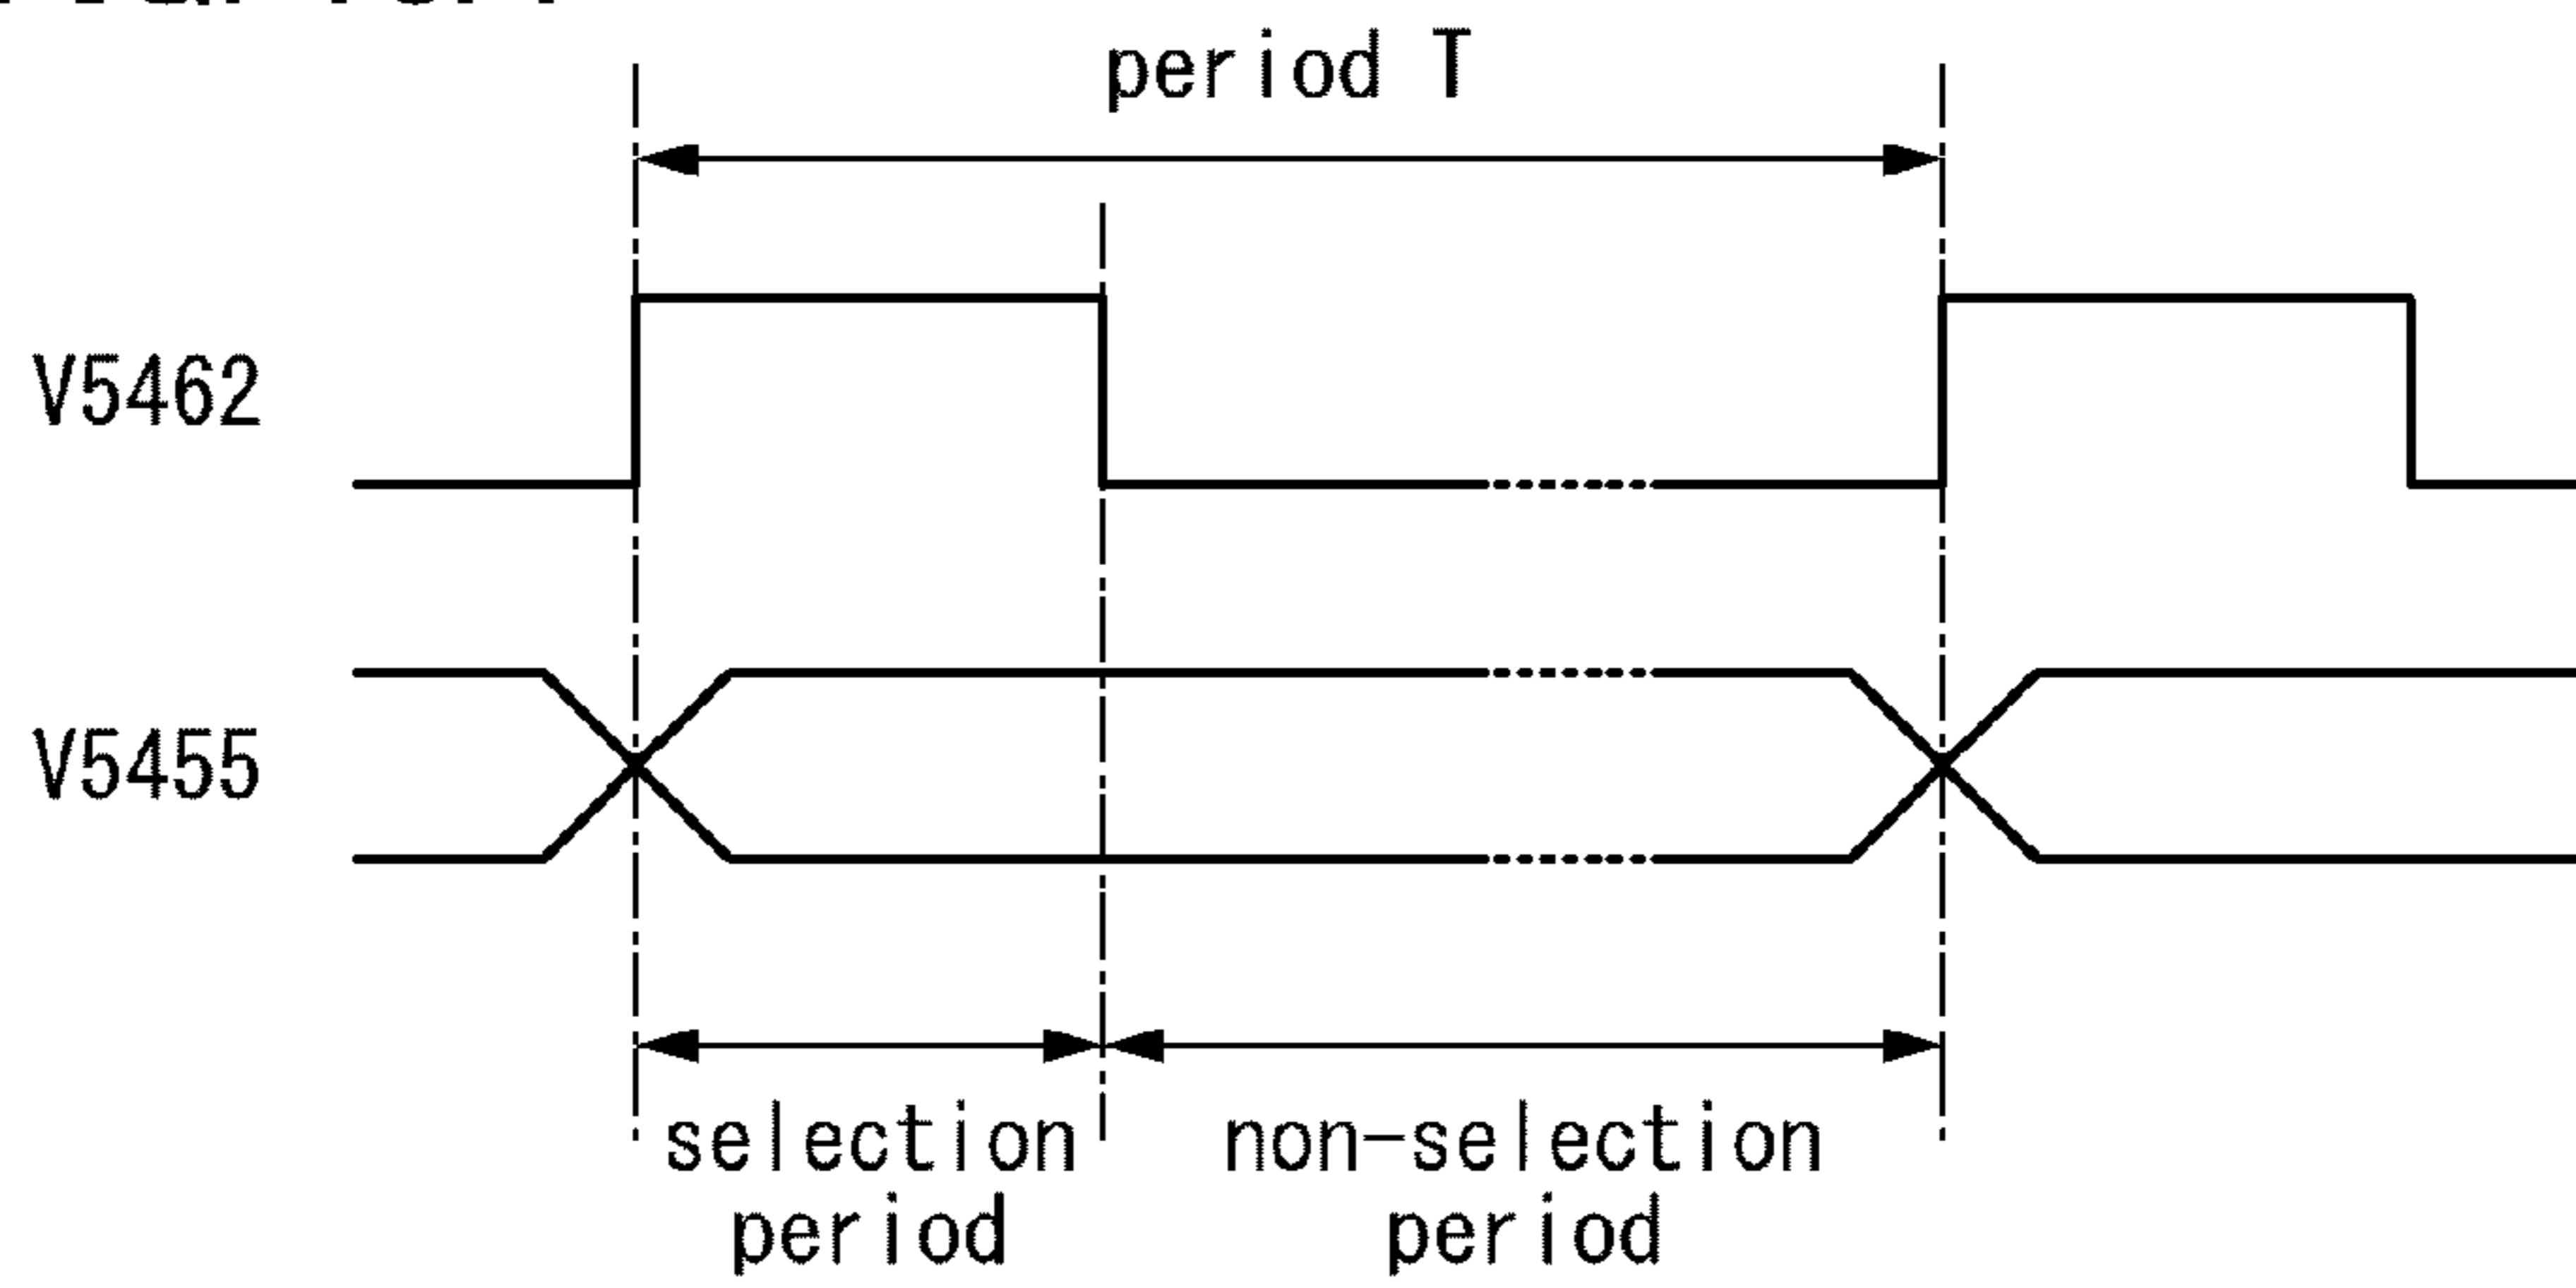 period T
V5462
V5455
selection
period
non-selection
period